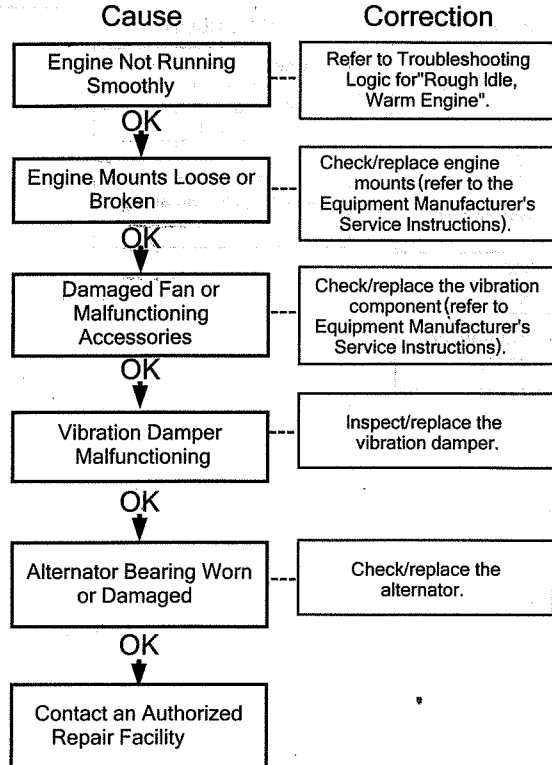 Cause
Correction
Engine Not Running
Smoothly
Refer to Troubleshooting
Logic for"Rough Idle,
Warm Engine".
OK
Engine Mounts Loose or
Broken
Check/replace engine
mounts (refer to the
Equipment Manufacturer's
Service Instructions).
OK
Damaged Fan or
Malfunctioning
Accessories
Check/replace the vibration
component (refer to
Equipment Manufacturer's
Service Instructions).
OK
Vibration Damper
Malfunctioning
Inspect/replace the
vibration damper.
OK
Alternator Bearing Worn
or Damaged
Check/replace the
alternator.
OK
Contact an Authorized
Repair Facility